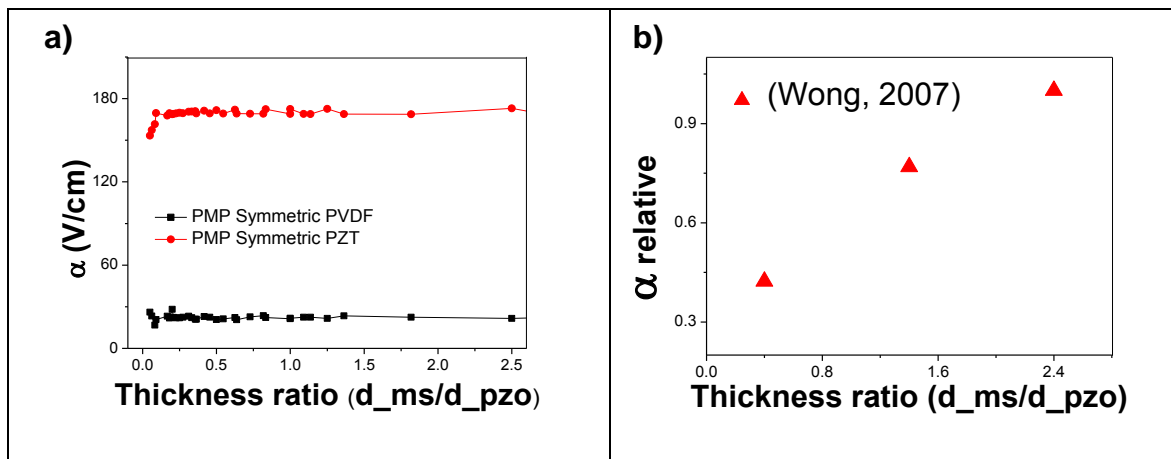 a)
180
120
60
0
α (V/cm)
PMP Symmetric PVDF
PMP Symmetric PZT
0.0 0.5 1.0 1.5 2.0 2.5
Thickness ratio (d_ms/d_pzo)
b)
(Wong, 2007)
0.9
0.6
0.3
α relative
0.0 0.8 1.6 2.4
Thickness ratio (d_ms/d_pzo)